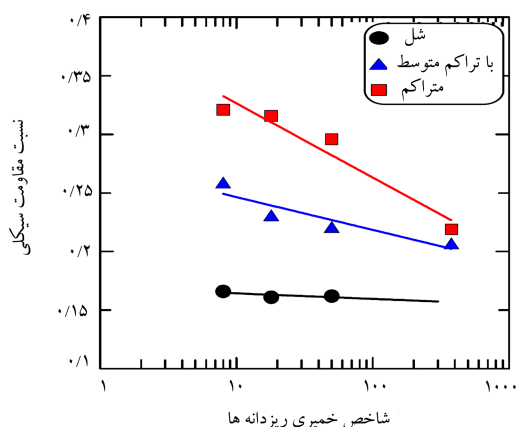 ۰/۴
۰/۳۵
۰/۳
۰/۲۵
۰/۲
۰/۱۵
۰/۱
نسبت مقاومت سیکلی
شل
با تراکم متوسط
متراکم
۱
۱۰
۱۰۰
۱۰۰۰
شاخص خمیری ریزدانه ها